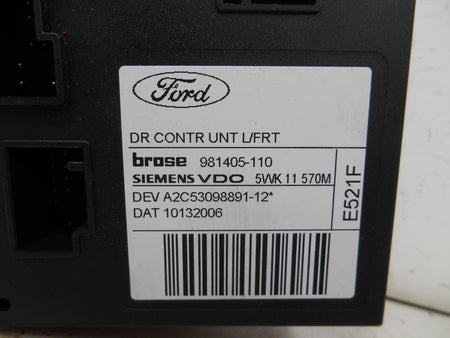 Ford
DR CONTR UNT L/FRT
brose 981405-110
SIEMENS VDO 5WK 11 570M
DEV A2C53098891-12*
DAT 10132006
E521F